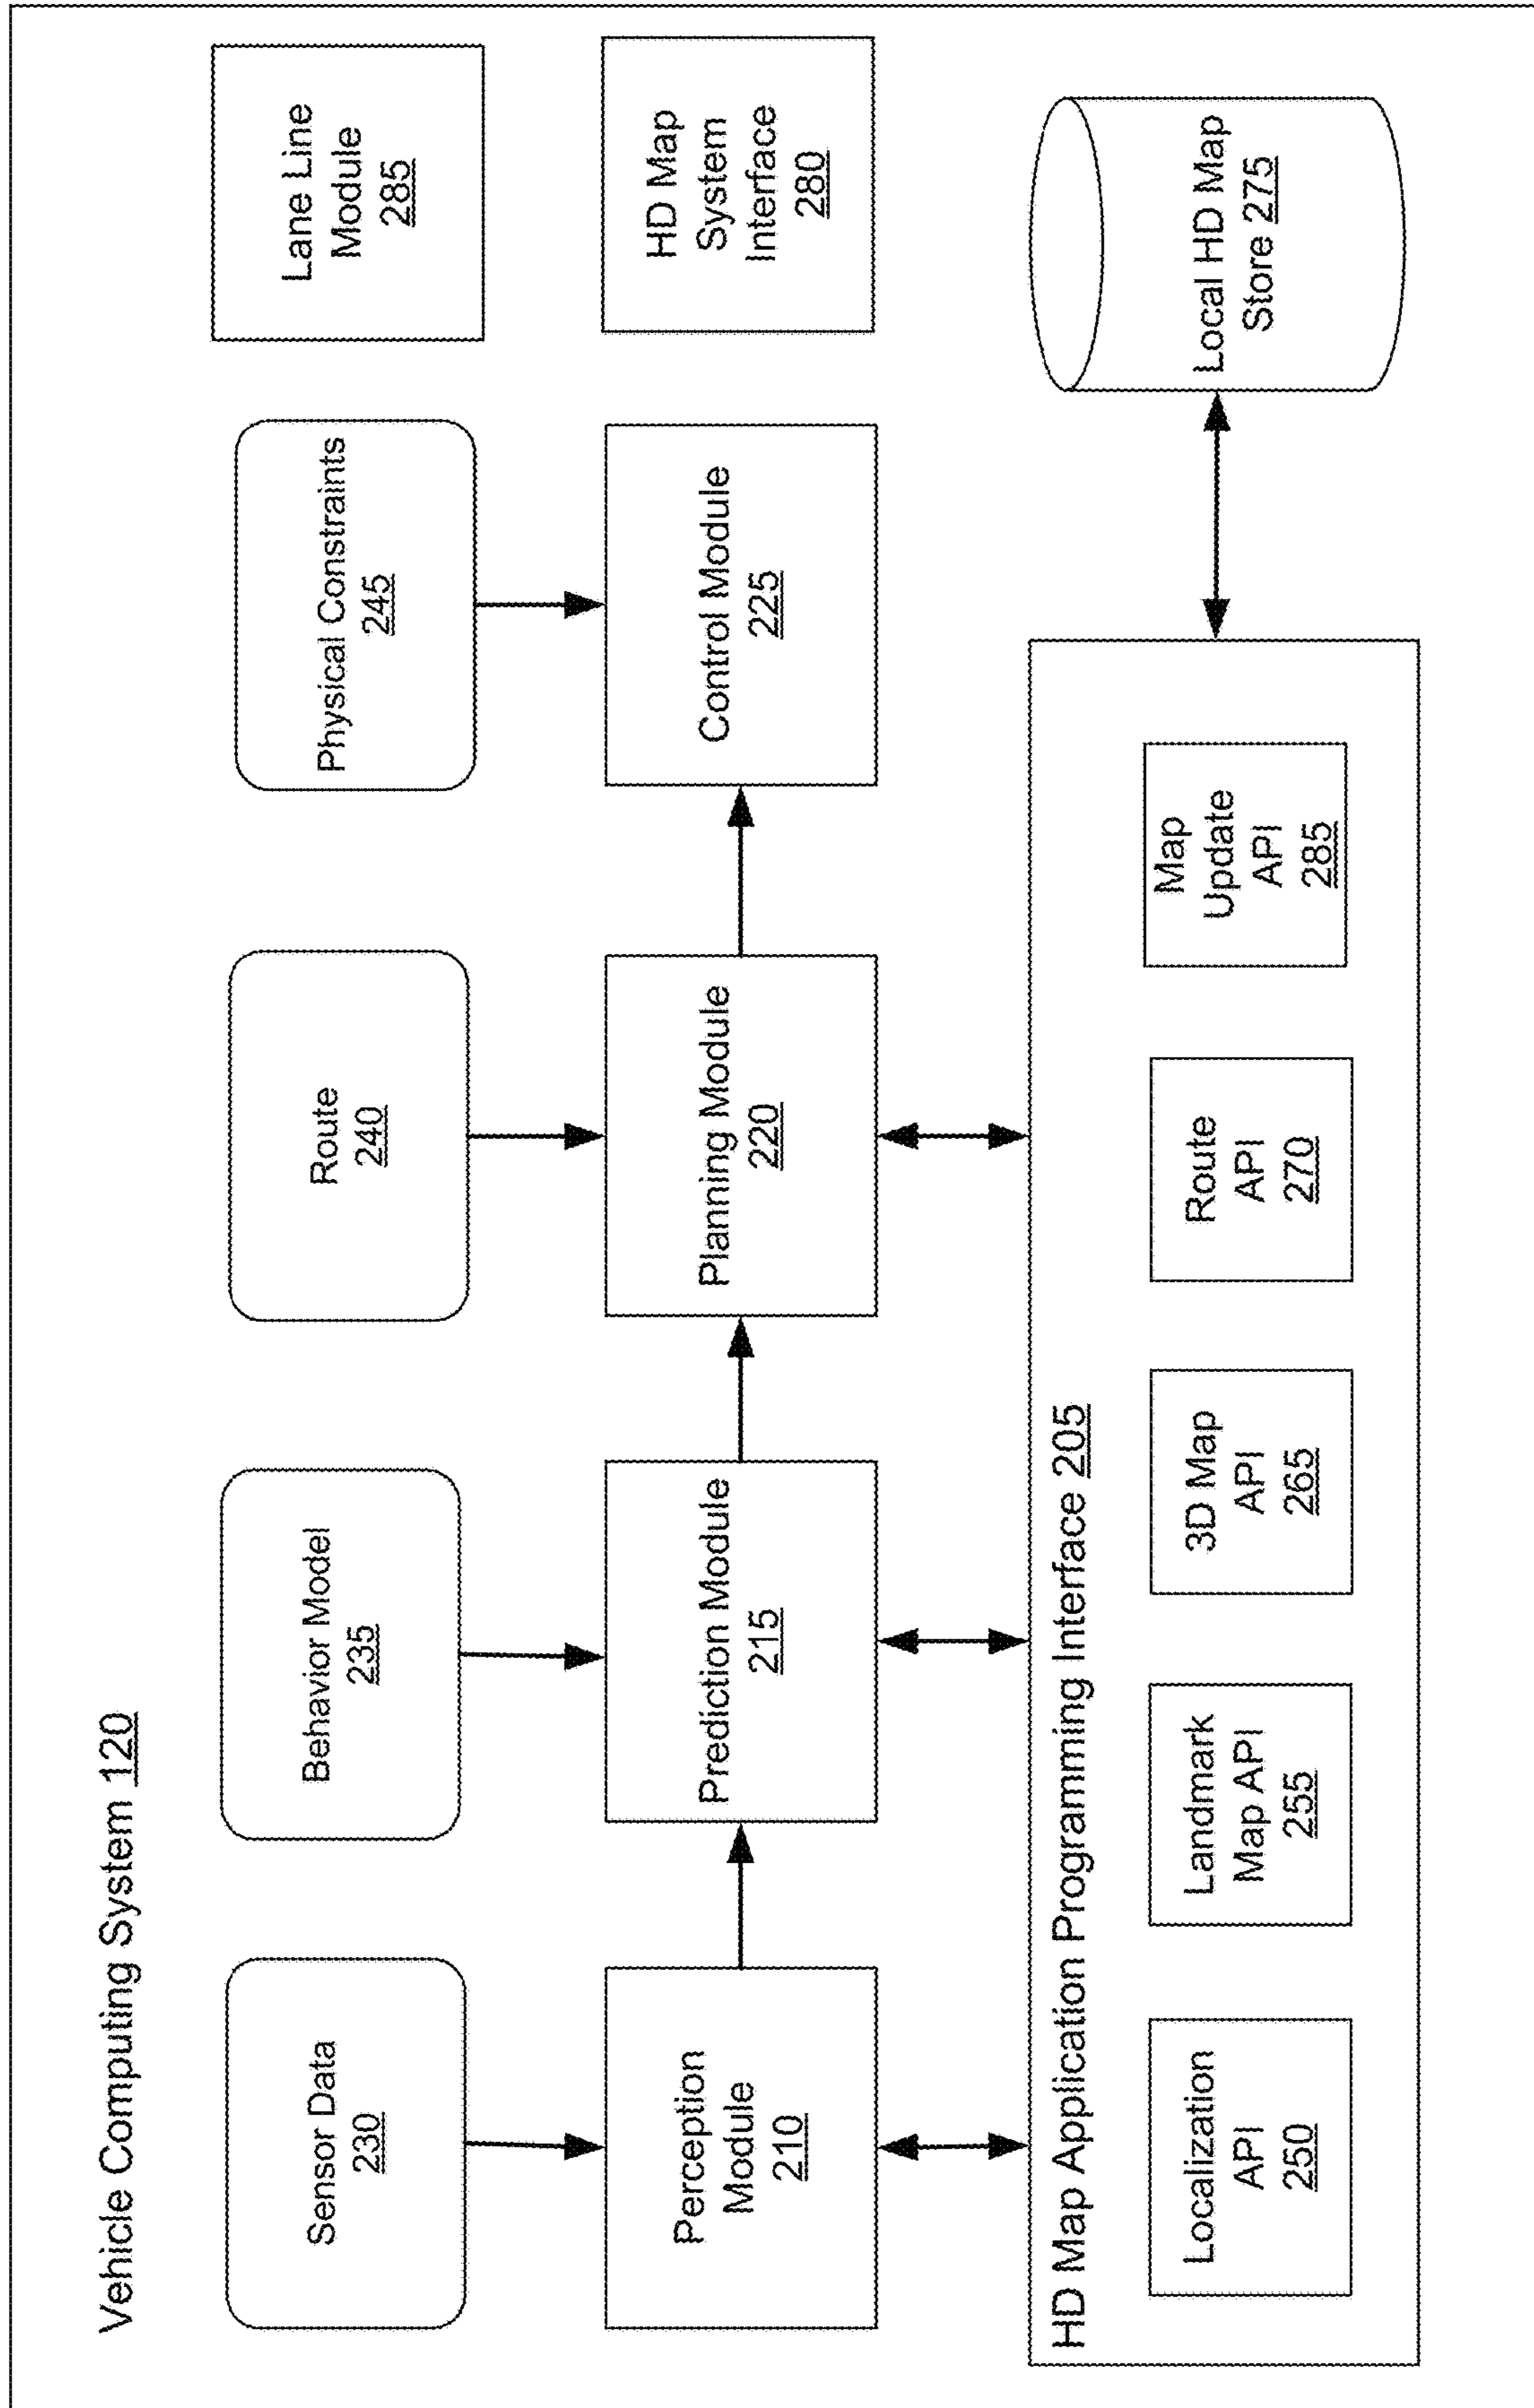 Vehicle Computing System 120
Sensor Data
230
Behavior Model
235
Route
240
Physical Constraints
245
Lane Line
Module
285
Perception
Module
210
Prediction Module
215
Planning Module
220
Control Module
225
HD Map
System
Interface
280
HD Map Application Programming Interface 205
Localization
API
250
Landmark
Map API
255
3D Map
API
265
Route
API
270
Map
Update
API
285
Local HD Map
Store 275